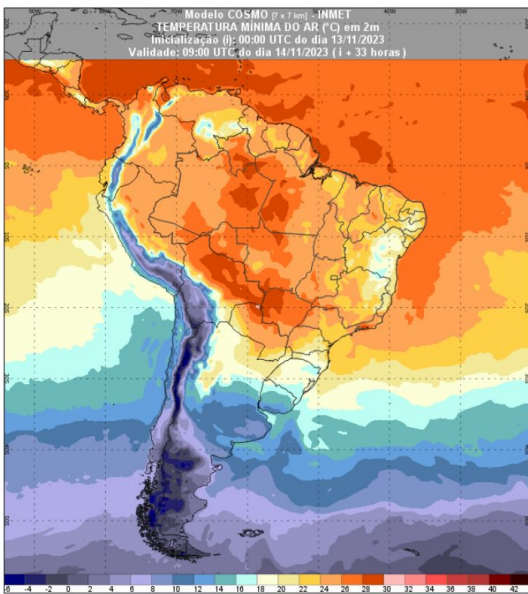 Modelo COSMO [7 x 7 km] - INMET
TEMPERATURA MÍNIMA DO AR (°C) em 2m
Inicialização (i): 00:00 UTC do dia 13/11/2023
Validade: 09:00 UTC do dia 14/11/2023 ( i + 33 horas )
-6 -4 -2 0 2 4 6 8 10 12 14 16 18 20 22 24 26 28 30 32 34 36 38 40 42